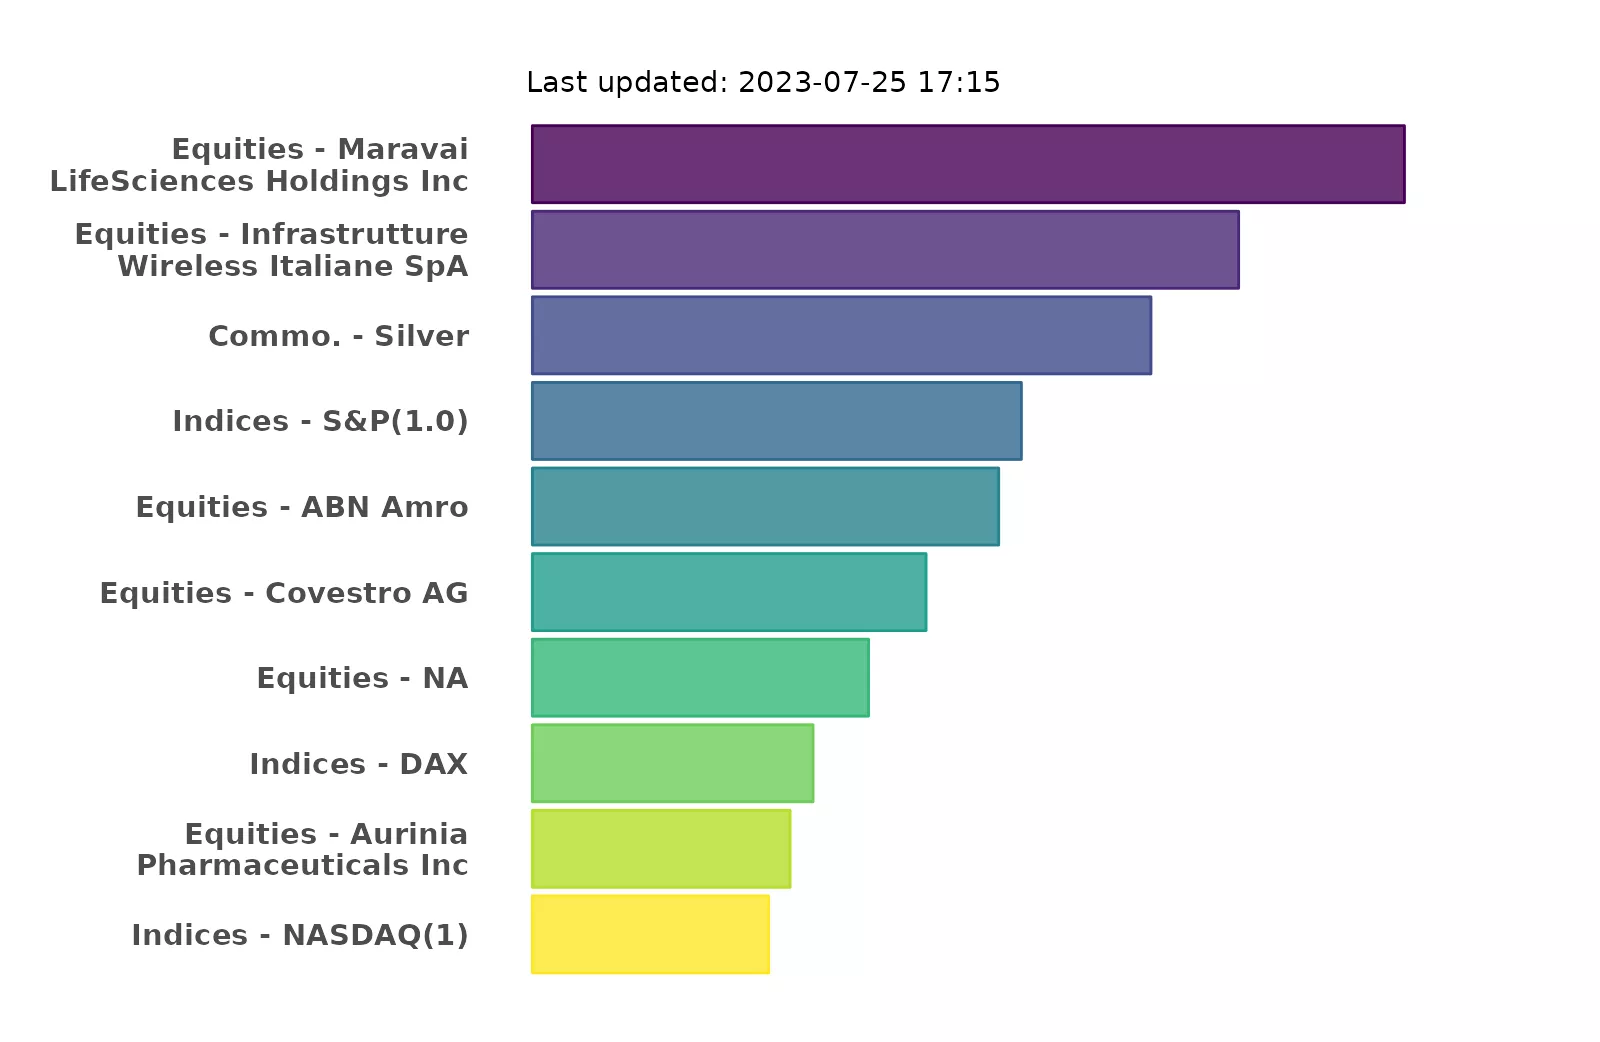 Last updated: 2023-07-25 17:15
Equities - Maravai
LifeSciences Holdings Inc
Equities - Infrastrutture
Wireless Italiane SpA
Commo. - Silver
Indices - S&P(1.0)
Equities - ABN Amro
Equities - Covestro AG
Equities - NA
Indices - DAX
Equities - Aurinia
Pharmaceuticals Inc
Indices - NASDAQ(1)